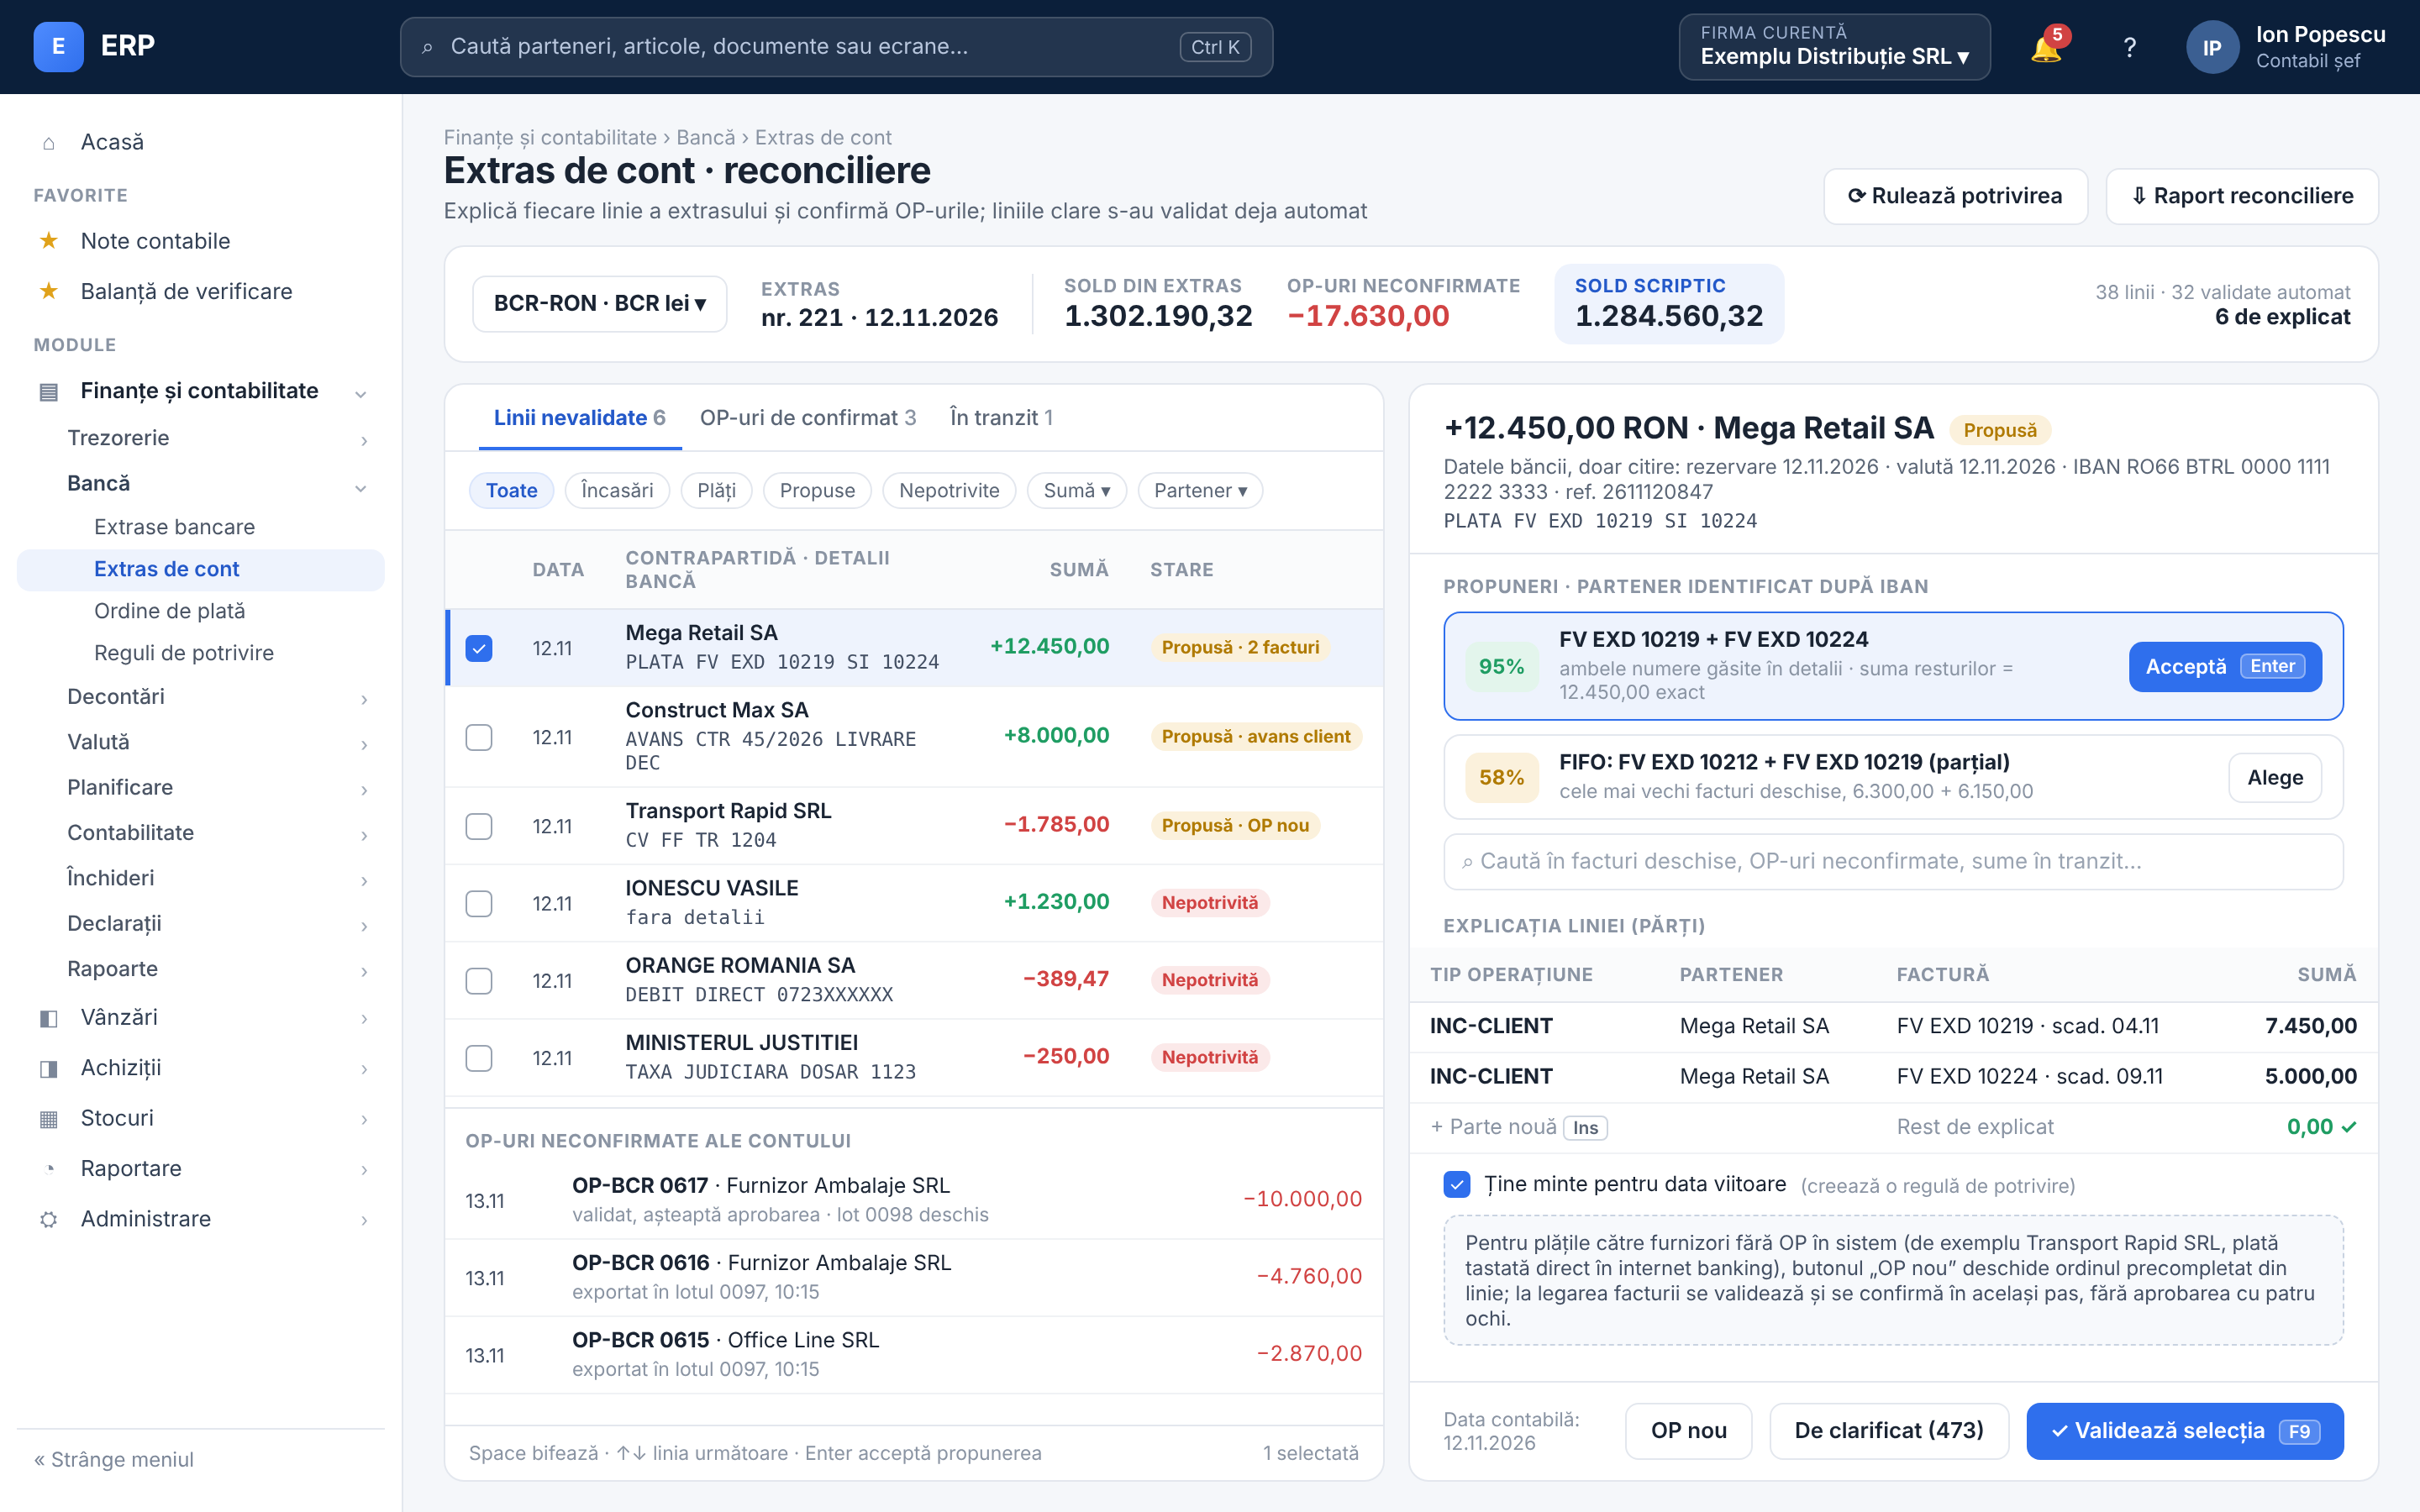 E ERP
Caută parteneri, articole, documente sau ecrane... Ctrl K
FIRMA CURENTĂ
Exemplu Distribuție SRL ▾
5
?
IP
Ion Popescu
Contabil șef
Acasă
FAVORITE
★ Note contabile
★ Balanță de verificare
MODULE
Finanțe și contabilitate
Trezorerie ›
Bancă
Extrase bancare
Extras de cont
Ordine de plată
Reguli de potrivire
Decontări ›
Valută ›
Planificare ›
Contabilitate ›
Închideri ›
Declarații ›
Rapoarte ›
Vânzări ›
Achiziții ›
Stocuri ›
Raportare ›
Administrare ›
« Strânge meniul
Finanțe și contabilitate › Bancă › Extras de cont
Extras de cont · reconciliere
Explică fiecare linie a extrasului și confirmă OP-urile; liniile clare s-au validat deja automat
⟳ Rulează potrivirea
⇩ Raport reconciliere
BCR-RON · BCR lei ▾
EXTRAS
nr. 221 · 12.11.2026
SOLD DIN EXTRAS
1.302.190,32
OP-URI NECONFIRMATE
−17.630,00
SOLD SCRIPTIC
1.284.560,32
38 linii · 32 validate automat
6 de explicat
Linii nevalidate 6 OP-uri de confirmat 3 În tranzit 1
Toate Încasări Plăți Propuse Nepotrivite Sumă ▾ Partener ▾
DATA CONTRAPARTIDĂ · DETALII BANCĂ SUMĂ STARE
12.11 Mega Retail SA +12.450,00 Propusă · 2 facturi
PLATA FV EXD 10219 SI 10224
12.11 Construct Max SA +8.000,00 Propusă · avans client
AVANS CTR 45/2026 LIVRARE
DEC
12.11 Transport Rapid SRL −1.785,00 Propusă · OP nou
CV FF TR 1204
12.11 IONESCU VASILE +1.230,00 Nepotrivită
fara detalii
12.11 ORANGE ROMANIA SA −389,47 Nepotrivită
DEBIT DIRECT 0723XXXXXX
12.11 MINISTERUL JUSTITIEI −250,00 Nepotrivită
TAXA JUDICIARA DOSAR 1123
OP-URI NECONFIRMATE ALE CONTULUI
13.11 OP-BCR 0617 · Furnizor Ambalaje SRL −10.000,00
validat, așteaptă aprobarea · lot 0098 deschis
13.11 OP-BCR 0616 · Furnizor Ambalaje SRL −4.760,00
exportat în lotul 0097, 10:15
13.11 OP-BCR 0615 · Office Line SRL −2.870,00
exportat în lotul 0097, 10:15
Space bifează · ↑↓ linia următoare · Enter acceptă propunerea 1 selectată
+12.450,00 RON · Mega Retail SA Propusă
Datele băncii, doar citire: rezervare 12.11.2026 · valută 12.11.2026 · IBAN RO66 BTRL 0000 1111
2222 3333 · ref. 2611120847
PLATA FV EXD 10219 SI 10224
PROPUNERI · PARTENER IDENTIFICAT DUPĂ IBAN
95% FV EXD 10219 + FV EXD 10224
ambele numere găsite în detalii · suma resturilor =
12.450,00 exact
Acceptă Enter
58% FIFO: FV EXD 10212 + FV EXD 10219 (parțial)
cele mai vechi facturi deschise, 6.300,00 + 6.150,00
Alege
Caută în facturi deschise, OP-uri neconfirmate, sume în tranzit...
EXPLICAȚIA LINIEI (PĂRȚI)
TIP OPERAȚIUNE PARTENER FACTURĂ SUMĂ
INC-CLIENT Mega Retail SA FV EXD 10219 · scad. 04.11 7.450,00
INC-CLIENT Mega Retail SA FV EXD 10224 · scad. 09.11 5.000,00
+ Parte nouă Ins Rest de explicat 0,00 ✓
Ține minte pentru data viitoare (creează o regulă de potrivire)
Pentru plățile către furnizori fără OP în sistem (de exemplu Transport Rapid SRL, plată
tastată direct în internet banking), butonul „OP nou” deschide ordinul precompletat din
linie; la legarea facturii se validează și se confirmă în același pas, fără aprobarea cu patru
ochi.
Data contabilă:
12.11.2026
OP nou
De clarificat (473)
✓ Validează selecția F9